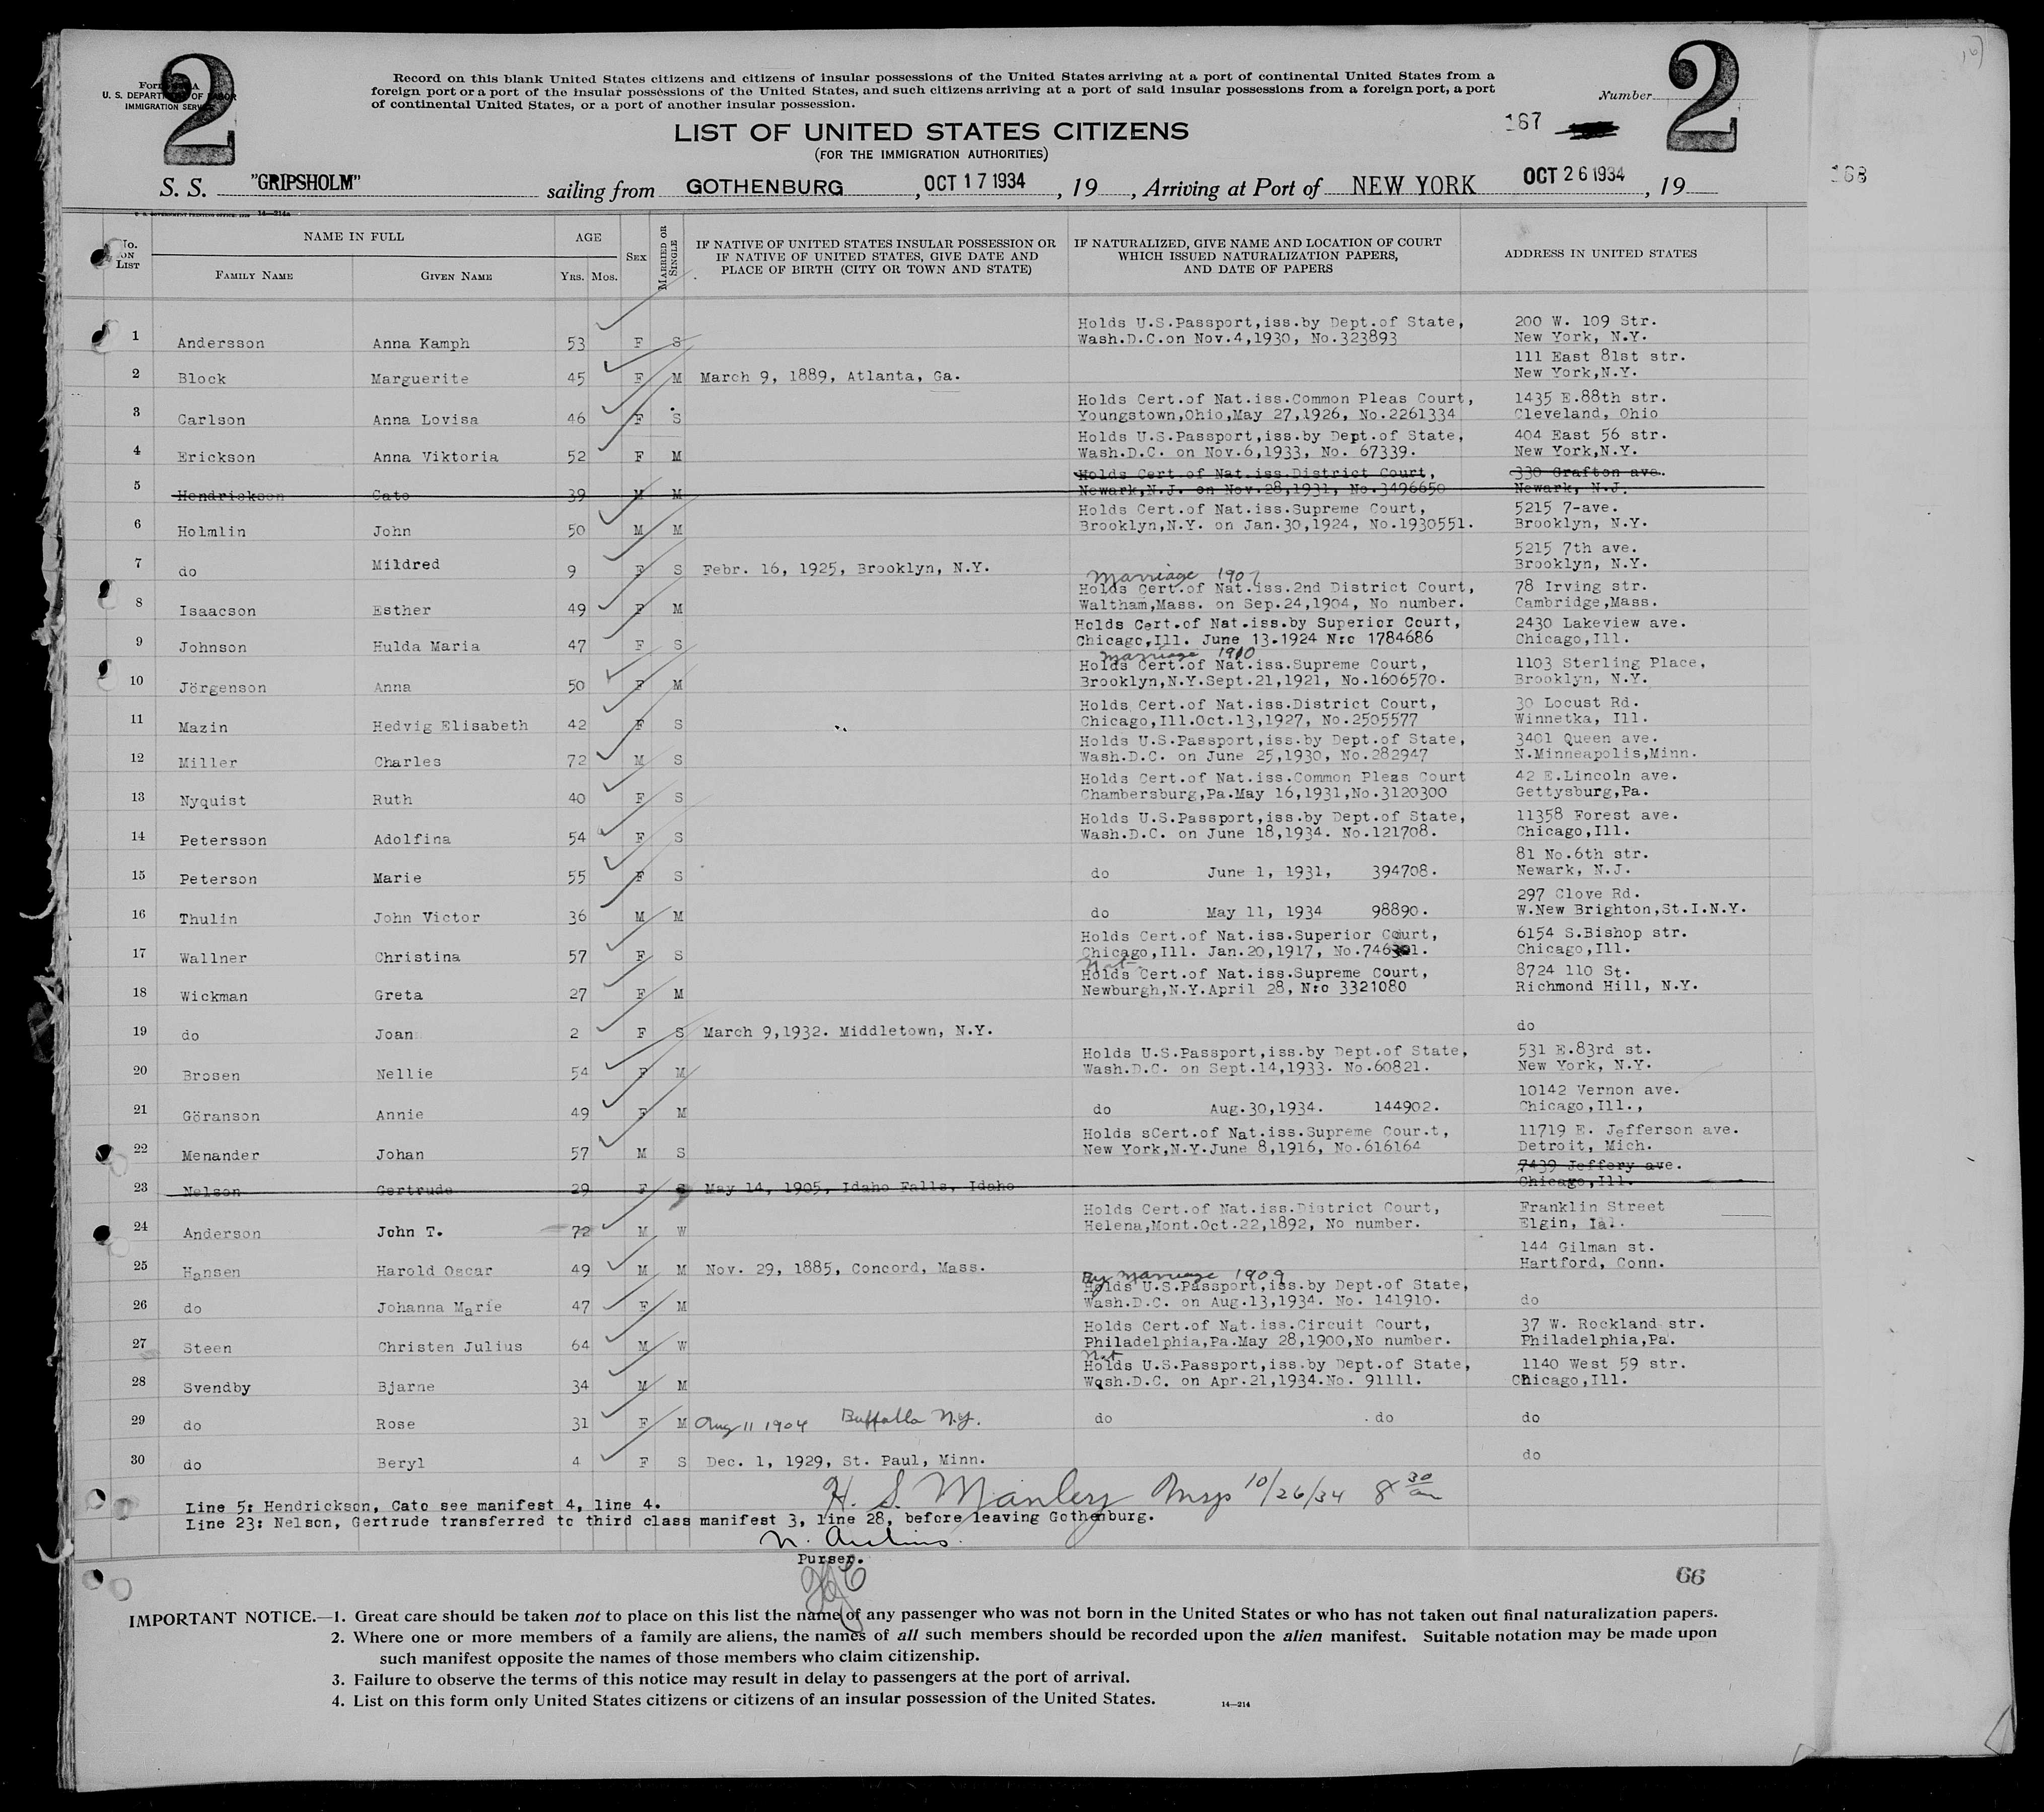 2
Form
U. S. DEPARTMENT OF LABOR
IMMIGRATION SERVICE
Record on this blank United States citizens and citizens of insular possessions of the United States arriving at a port of continental United States from a
foreign port or a port of the insular possessions of the United States, and such citizens arriving at a port of said insular possessions from a foreign port, a port
of continental United States, or a port of another insular possession.
Number
2
167
LIST OF UNITED STATES CITIZENS
(FOR THE IMMIGRATION AUTHORITIES)
168
S. S. "GRIPSHOLM" sailing from GOTHENBURG , OCT 17 1934 , 19 , Arriving at Port of NEW YORK OCT 26 1934 , 19
No. ON LIST
NAME IN FULL
FAMILY NAME GIVEN NAME
AGE
YRS. MOS.
SEX
MARRIED OR SINGLE
IF NATIVE OF UNITED STATES INSULAR POSSESSION OR
IF NATIVE OF UNITED STATES, GIVE DATE AND
PLACE OF BIRTH (CITY OR TOWN AND STATE)
IF NATURALIZED, GIVE NAME AND LOCATION OF COURT
WHICH ISSUED NATURALIZATION PAPERS,
AND DATE OF PAPERS
ADDRESS IN UNITED STATES
Holds U.S.Passport,iss.by Dept.of State, 200 W. 109 Str.
1 Andersson Anna Kamph 53 F S Wash.D.C.on Nov.4,1930, No.323893 New York, N.Y.
111 East 81st str.
2 Block Marguerite 45 F M March 9, 1889, Atlanta, Ga. New York,N.Y.
Holds Cert.of Nat.iss.Common Pleas Court, 1435 E.88th str.
3 Carlson Anna Lovisa 46 F S Youngstown,Ohio,May 27,1926, No.2261334 Cleveland, Ohio
Holds U.S.Passport,iss.by Dept.of State, 404 East 56 str.
4 Erickson Anna Viktoria 52 F M Wash.D.C. on Nov.6,1933, No. 67339. New York,N.Y.
Holds Cert.of Nat.iss.District Court, 330 Grafton ave.
5 Hendrickson Cato 39 M M Newark,N.J. on Nov.28,1931, No.3496650 Newark, N.J.
Holds Cert.of Nat.iss.Supreme Court, 5215 7-ave.
6 Holmlin John 50 M M Brooklyn,N.Y. on Jan.30,1924, No.1930551. Brooklyn, N.Y.
5215 7th ave.
7 do Mildred 9 F S Febr. 16, 1925, Brooklyn, N.Y. Brooklyn, N.Y.
Marriage 1907
Holds Cert.of Nat.iss.2nd District Court, 78 Irving str.
8 Isaacson Esther 49 F M Waltham,Mass. on Sep.24,1904, No number. Cambridge,Mass.
Holds Cert.of Nat.iss.by Superior Court, 2430 Lakeview ave.
9 Johnson Hulda Maria 47 F S Chicago,Ill. June 13.1924 N:o 1784686 Chicago,Ill.
Marriage 1910
Holds Cert.of Nat.iss.Supreme Court, 1103 Sterling Place,
10 Jörgenson Anna 50 F M Brooklyn,N.Y.Sept.21,1921, No.1606570. Brooklyn, N.Y.
Holds Cert.of Nat.iss.District Court, 30 Locust Rd.
11 Mazin Hedvig Elisabeth 42 F S Chicago,Ill.Oct.13,1927, No.2505577 Winnetka, Ill.
Holds U.S.Passport,iss.by Dept.of State, 3401 Queen ave.
12 Miller Charles 72 M S Wash.D.C. on June 25,1930, No.282947 N.Minneapolis,Minn.
Holds Cert.of Nat.iss.Common Pleas Court 42 E.Lincoln ave.
13 Nyquist Ruth 40 F S Chambersburg,Pa.May 16,1931,No.3120300 Gettysburg,Pa.
Holds U.S.Passport,iss.by Dept.of State, 11358 Forest ave.
14 Petersson Adolfina 54 F S Wash.D.C. on June 18,1934. No.121708. Chicago,Ill.
81 No.6th str.
15 Peterson Marie 55 F S do June 1, 1931, 394708. Newark, N.J.
297 Clove Rd.
16 Thulin John Victor 36 M M do May 11, 1934 98890. W.New Brighton,St.I.N.Y.
Holds Cert.of Nat.iss.Superior Court, 6154 S.Bishop str.
17 Wallner Christina 57 F S Chicago,Ill. Jan.20,1917, No.746301. Chicago,Ill.
Nat
Holds Cert.of Nat.iss.Supreme Court, 8724 110 St.
18 Wickman Greta 27 F M Newburgh,N.Y.April 28, N:o 3321080 Richmond Hill, N.Y.
19 do Joan 2 F S March 9,1932. Middletown, N.Y. do
Holds U.S.Passport,iss.by Dept.of State, 531 E.83rd st.
20 Brosen Nellie 54 F M Wash.D.C. on Sept.14,1933. No.60821. New York, N.Y.
10142 Vernon ave.
21 Göranson Annie 49 F M do Aug.30,1934. 144902. Chicago,Ill.,
Holds sCert.of Nat.iss.Supreme Cour.t, 11719 E. Jefferson ave.
22 Menander Johan 57 M S New York,N.Y.June 8,1916, No.616164 Detroit, Mich.
7439 Jeffery ave.
23 Nelson Gertrude 29 F S May 14, 1905, Idaho Falls, Idaho Chicago,Ill.
Holds Cert.of Nat.iss.District Court, Franklin Street
24 Anderson John T. 72 M W Helena,Mont.Oct.22,1892, No number. Elgin, Ial.
144 Gilman st.
25 Hansen Harold Oscar 49 M M Nov. 29, 1885, Concord, Mass. Hartford, Conn.
By Marriage 1909
Holds U.S.Passport,iss.by Dept.of State,
26 do Johanna Marie 47 F M Wash.D.C. on Aug.13,1934. No. 141910. do
Holds Cert.of Nat.iss.Circuit Court, 37 W. Rockland str.
27 Steen Christen Julius 64 M W Philadelphia,Pa.May 28,1900,No number. Philadelphia,Pa.
Nat
Holds U.S.Passport,iss.by Dept.of State, 1140 West 59 str.
28 Svendby Bjarne 34 M M Wash.D.C. on Apr.21,1934.No. 91111. Chicago,Ill.
29 do Rose 31 F M Aug 11 1904 Buffallo N.Y. do do do
30 do Beryl 4 F S Dec. 1, 1929, St. Paul, Minn. do
H. S. Manley Insp 10/26/34 8 30 am
Line 5: Hendrickson, Cato see manifest 4, line 4.
Line 23: Nelson, Gertrude transferred to third class manifest 3, line 28, before leaving Gothenburg.
Purser.
66
IMPORTANT NOTICE.—1. Great care should be taken not to place on this list the name of any passenger who was not born in the United States or who has not taken out final naturalization papers.
2. Where one or more members of a family are aliens, the names of all such members should be recorded upon the alien manifest. Suitable notation may be made upon
such manifest opposite the names of those members who claim citizenship.
3. Failure to observe the terms of this notice may result in delay to passengers at the port of arrival.
4. List on this form only United States citizens or citizens of an insular possession of the United States.
14—214